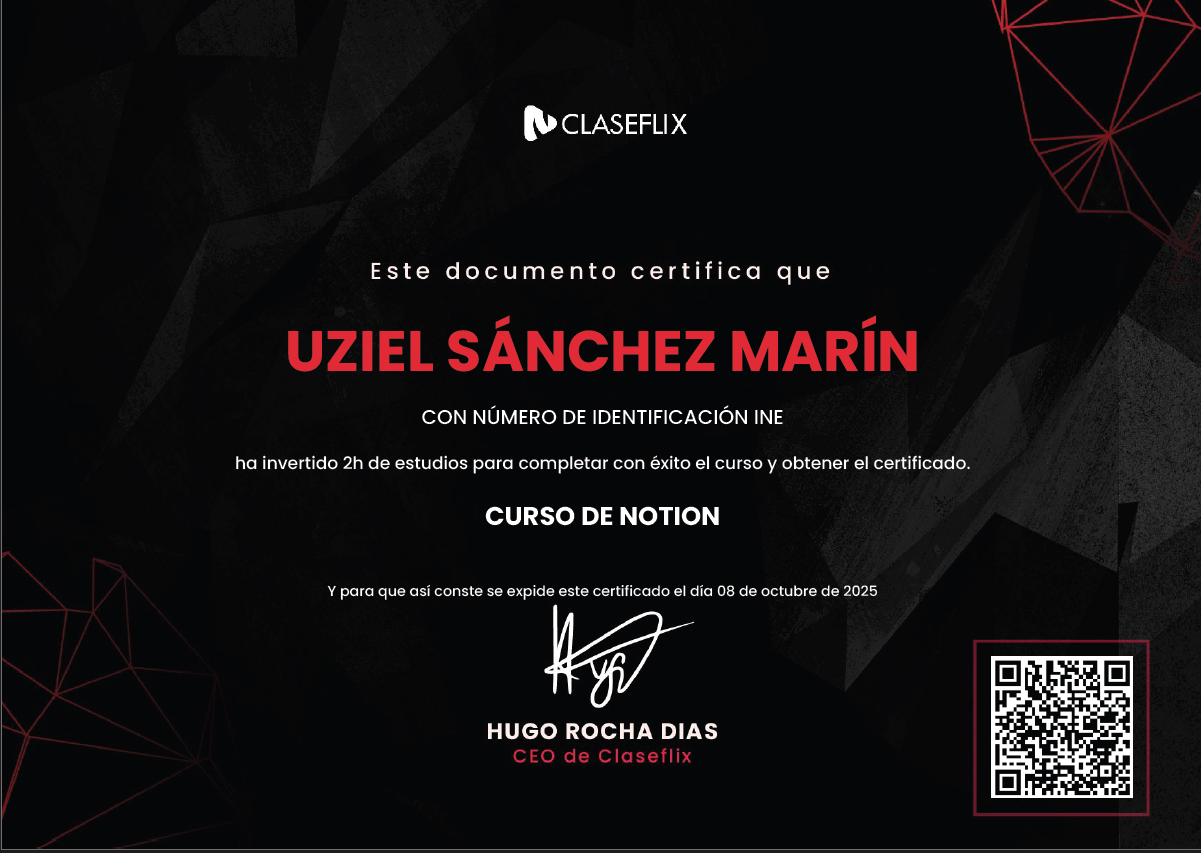 CLASEFLIX
Este documento certifica que
UZIEL SÁNCHEZ MARÍN
CON NÚMERO DE IDENTIFICACIÓN INE
ha invertido 2h de estudios para completar con éxito el curso y obtener el certificado.
CURSO DE NOTION
Y para que así conste se expide este certificado el día 08 de octubre de 2025
HUGO ROCHA DIAS
CEO de Claseflix